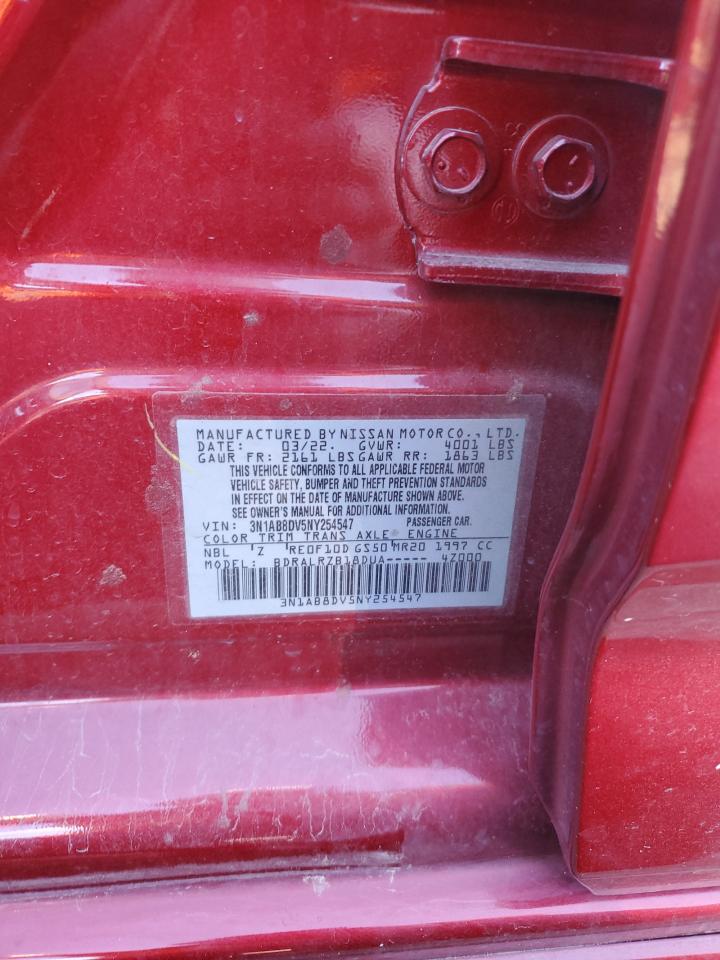 MANUFACTURED BY NISSAN MOTOR CO., LTD.
DATE: 03/22. GVWR: 4001 LBS
GAWR FR: 2161 LBS GAWR RR: 1863 LBS
THIS VEHICLE CONFORMS TO ALL APPLICABLE FEDERAL MOTOR
VEHICLE SAFETY, BUMPER AND THEFT PREVENTION STANDARDS
IN EFFECT ON THE DATE OF MANUFACTURE SHOWN ABOVE.
SEE OWNER'S MANUAL FOR ADDITIONAL INFORMATION.
VIN: 3N1AB8DV5NY254547 PASSENGER CAR.
COLOR TRIM TRANS AXLE ENGINE
NBL 'Z RE0F10D GS50 MR20 1997 CC
MODEL: BDRALRZB18DUA----- 4Z000
3N1AB8DV5NY254547
8